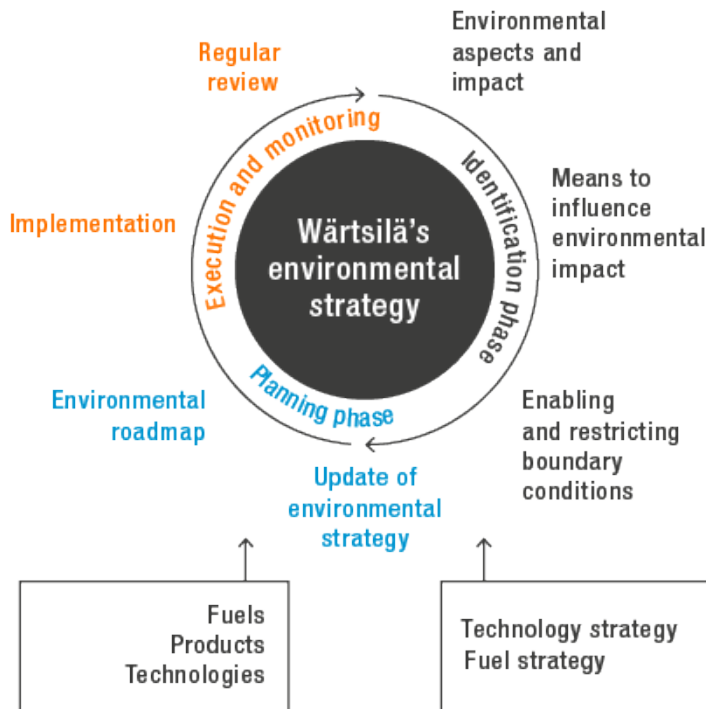 Environmental
aspects and
impact
Regular
review
Execution and monitoring
Identification phase
Means to
influence
environmental
impact
Implementation
Wärtsilä's
environmental
strategy
Planning phase
Environmental
roadmap
Enabling
and restricting
boundary
conditions
Update of
environmental
strategy
Fuels
Products
Technologies
Technology strategy
Fuel strategy